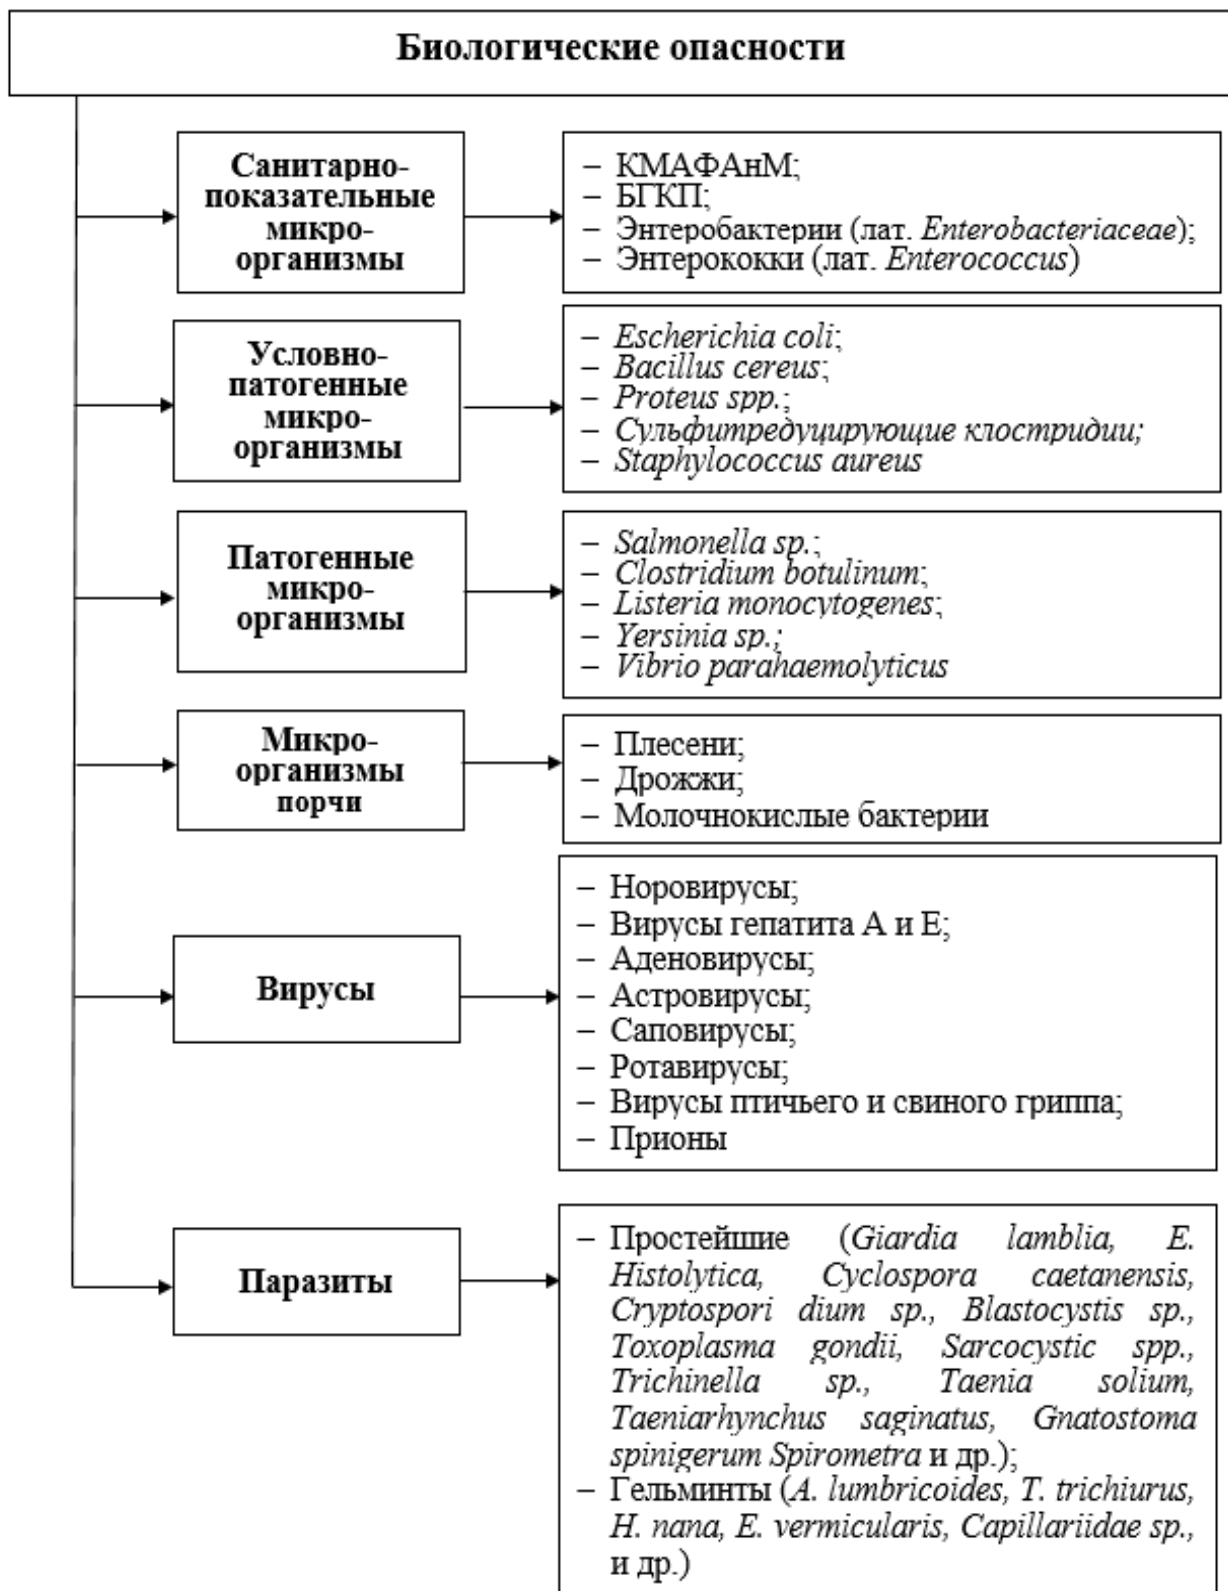 Биологические опасности
Санитарно-
показательные
микро-
организмы
– КМАФАнМ;
– БГКП;
– Энтеробактерии (лат. Enterobacteriaceae);
– Энтерококки (лат. Enterococcus)
Условно-
патогенные
микро-
организмы
– Escherichia coli;
– Bacillus cereus;
– Proteus spp.;
– Сульфитредуцирующие клостридии;
– Staphylococcus aureus
Патогенные
микро-
организмы
– Salmonella sp.;
– Clostridium botulinum;
– Listeria monocytogenes;
– Yersinia sp.;
– Vibrio parahaemolyticus
Микро-
организмы
порчи
– Плесени;
– Дрожжи;
– Молочнокислые бактерии
Вирусы
– Норовирусы;
– Вирусы гепатита А и Е;
– Аденовирусы;
– Астровирусы;
– Саповирусы;
– Ротавирусы;
– Вирусы птичьего и свиного гриппа;
– Прионы
Паразиты
– Простейшие (Giardia lamblia, E.
Histolytica, Cyclospora caetanensis,
Cryptospori dium sp., Blastocystis sp.,
Toxoplasma gondii, Sarcocystic spp.,
Trichinella sp., Taenia solium,
Taeniarhynchus saginatus, Gnatostoma
spinigerum Spirometra и др.);
– Гельминты (A. lumbricoides, T. trichiurus,
H. nana, E. vermicularis, Capillariidae sp.,
и др.)